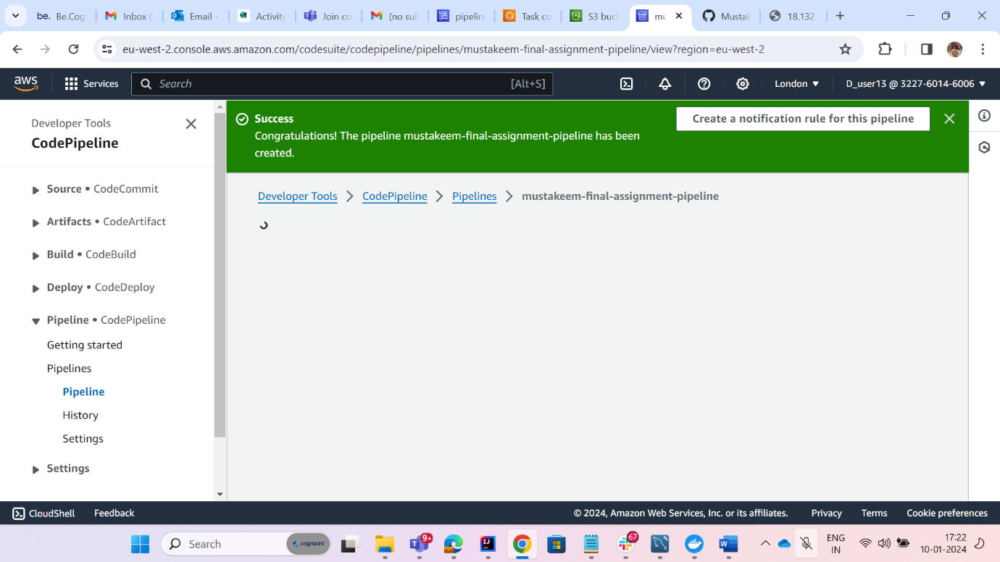 be. Be.Cog
Inbox (
Email -
Activity
Join co
(no sub
pipelin
Task co
S3 buc
mu
Mustak
18.132.
eu-west-2.console.aws.amazon.com/codesuite/codepipeline/pipelines/mustakeem-final-assignment-pipeline/view?region=eu-west-2
aws
Services
Search [Alt+S]
London ▼
D_user13 @ 3227-6014-6006 ▼
Developer Tools
CodePipeline
Source • CodeCommit
Artifacts • CodeArtifact
Build • CodeBuild
Deploy • CodeDeploy
Pipeline • CodePipeline
Getting started
Pipelines
Pipeline
History
Settings
Settings
Success
Congratulations! The pipeline mustakeem-final-assignment-pipeline has been
created.
Create a notification rule for this pipeline
Developer Tools > CodePipeline > Pipelines > mustakeem-final-assignment-pipeline
CloudShell Feedback © 2024, Amazon Web Services, Inc. or its affiliates. Privacy Terms Cookie preferences
Search
cognizant
9+
67
ENG
IN
17:22
10-01-2024